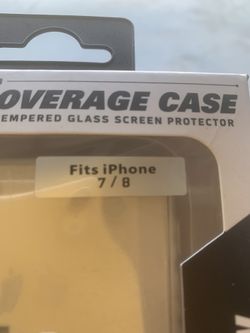 OVERAGE CASE
EMPERED GLASS SCREEN PROTECTOR
Fits iPhone
7 / 8